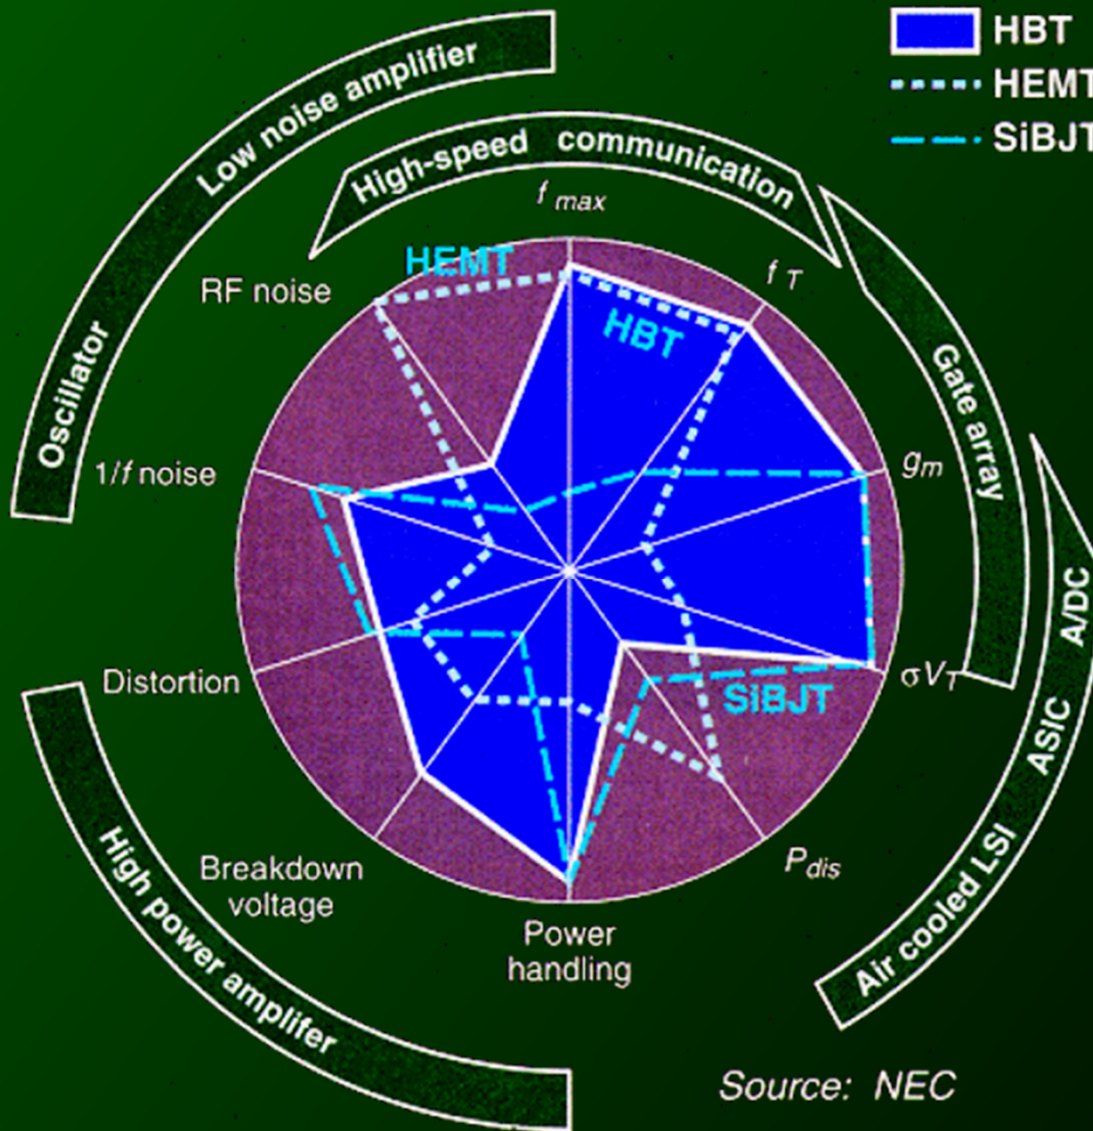 HBT
HEMT
SiBJT
Low noise amplifier
Oscillator
High-speed communication
f max
f T
HEMT
HBT
RF noise
Gate array
1/f noise
gm
A/DC
ASIC
Air cooled LSI
Distortion
σVT
SiBJT
Pdis
Breakdown
voltage
Power
handling
High power amplifer
Source: NEC